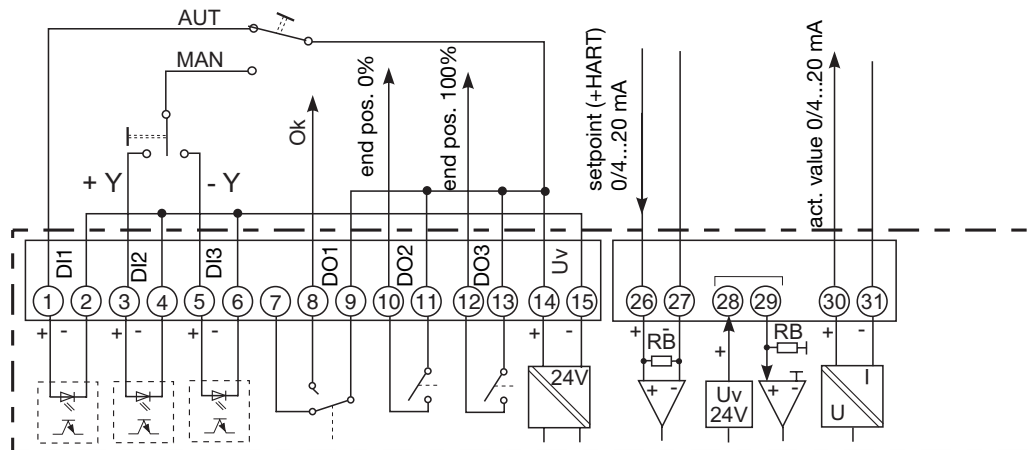 AUT
MAN
+ Y
- Y
Ok
end pos. 0%
end pos. 100%
setpoint (+HART)
0/4...20 mA
act. value 0/4...20 mA
DI1
DI2
DI3
DO1
DO2
DO3
Uv
1 2 3 4 5 6 7 8 9 10 11 12 13 14 15
26 27 28 29 30 31
+ - + - + - + -
+ - + + -
RB
RB
24V
+ -
Uv
24V
+ -
I
U